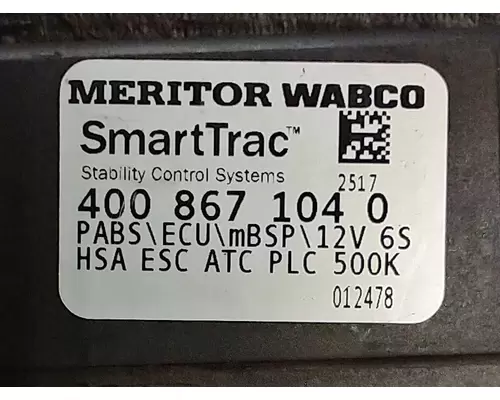 MERITOR WABCO
SmartTrac™
Stability Control Systems
2517
400 867 104 0
PABS\ECU\mBSP\12V 6S
HSA ESC ATC PLC 500K
012478